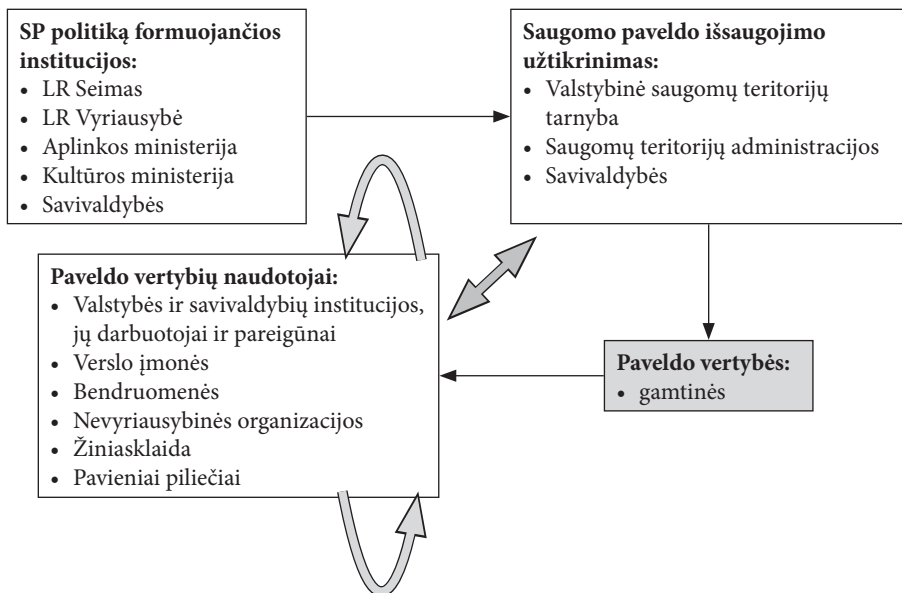 SP politiką formuojančios
institucijos:
• LR Seimas
• LR Vyriausybė
• Aplinkos ministerija
• Kultūros ministerija
• Savivaldybės
Saugomo paveldo išsaugojimo
užtikrinimas:
• Valstybinė saugomų teritorijų
tarnyba
• Saugomų teritorijų administracijos
• Savivaldybės
Paveldo vertybių naudotojai:
• Valstybės ir savivaldybių institucijos,
jų darbuotojai ir pareigūnai
• Verslo įmonės
• Bendruomenės
• Nevyriausybinės organizacijos
• Žiniasklaida
• Pavieniai piliečiai
Paveldo vertybės:
• gamtinės